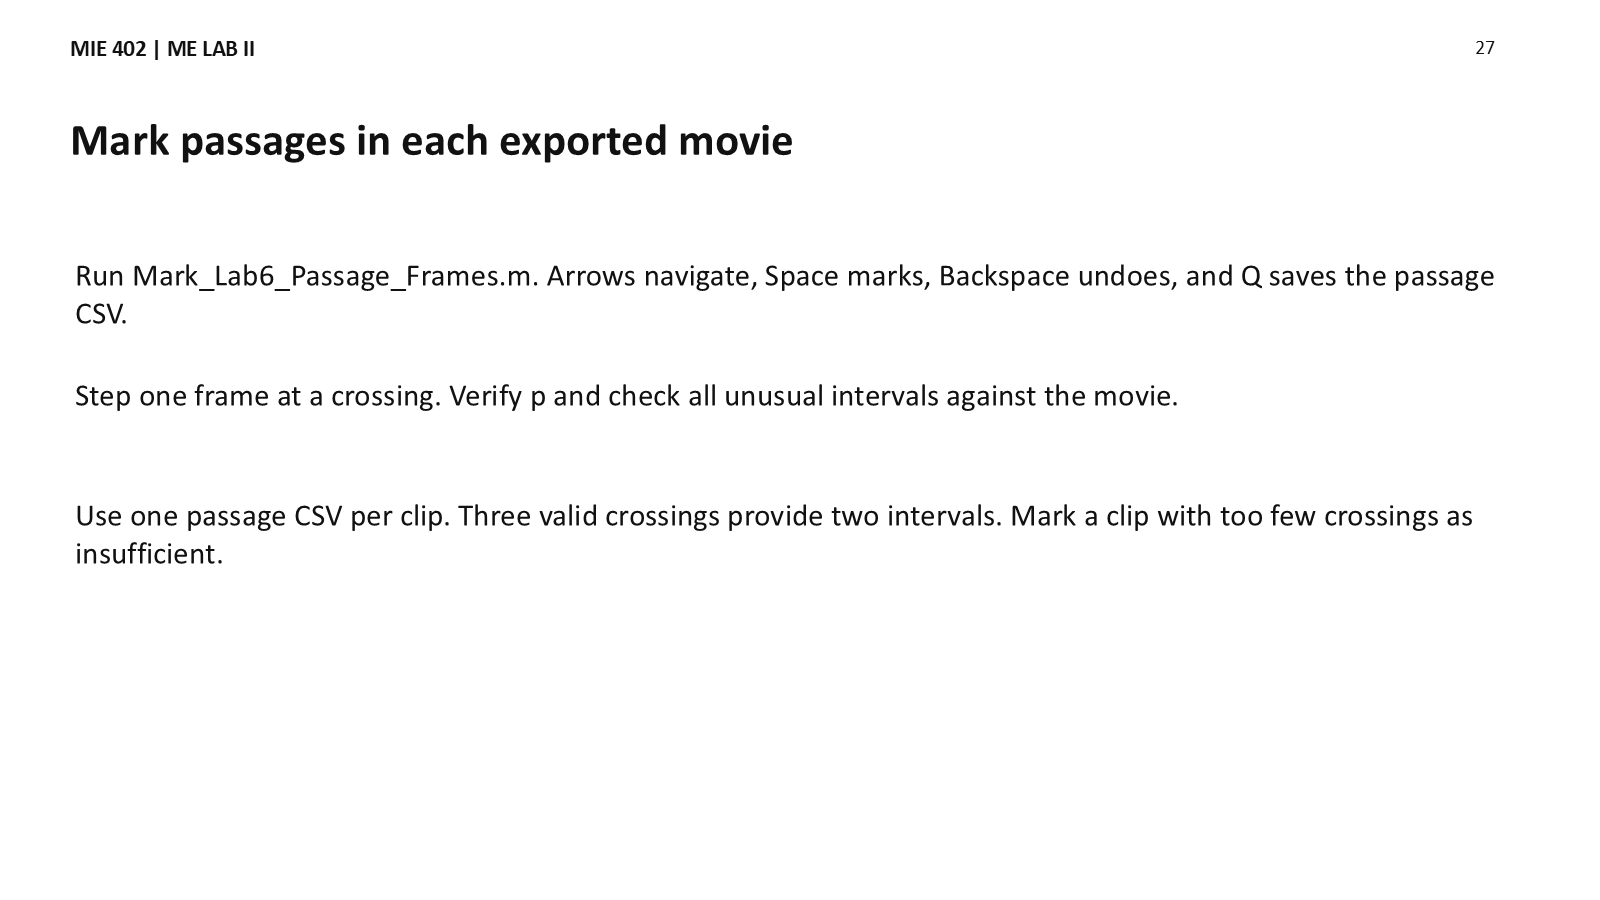 MIE 402 | ME LAB II
27
Mark passages in each exported movie
Run Mark_Lab6_Passage_Frames.m. Arrows navigate, Space marks, Backspace undoes, and Q saves the passage
CSV.
Step one frame at a crossing. Verify p and check all unusual intervals against the movie.
Use one passage CSV per clip. Three valid crossings provide two intervals. Mark a clip with too few crossings as
insufficient.